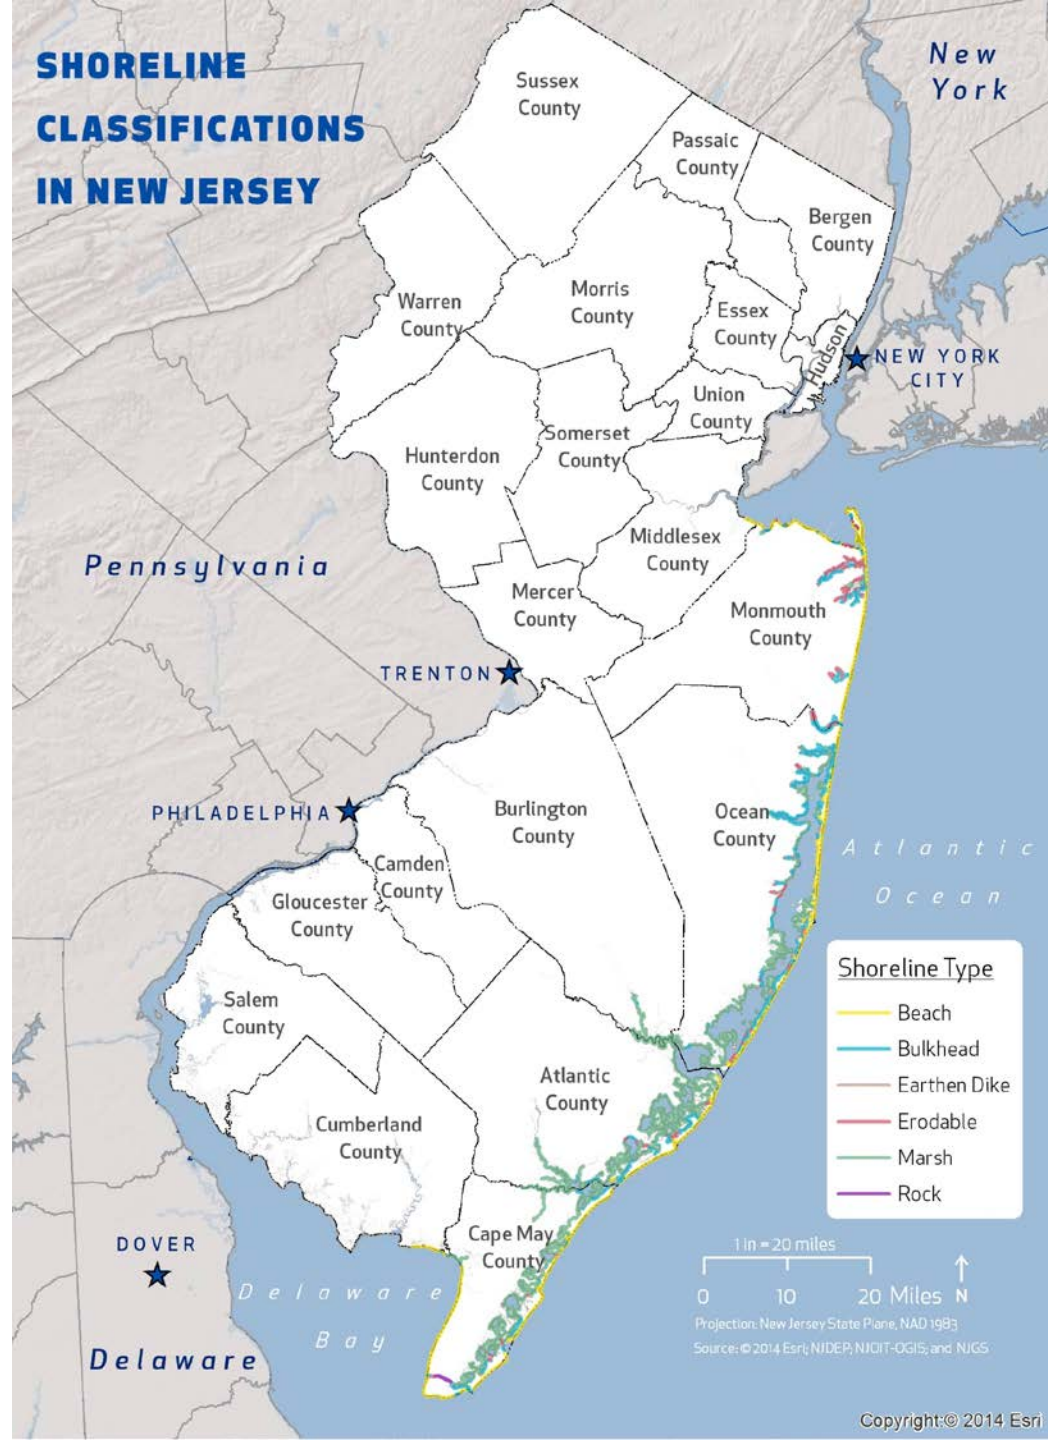 SHORELINE
CLASSIFICATIONS
IN NEW JERSEY
New
York
Sussex
County
Passaic
County
Bergen
County
Warren
County
Morris
County
Essex
County
Hudson
NEW YORK
CITY
Union
County
Somerset
County
Hunterdon
County
Middlesex
County
Pennsylvania
Mercer
County
Monmouth
County
TRENTON
PHILADELPHIA
Burlington
County
Ocean
County
Atlantic
Ocean
Camden
County
Gloucester
County
Salem
County
Atlantic
County
Cumberland
County
Cape May
County
DOVER
Delaware
Bay
Delaware
Shoreline Type
Beach
Bulkhead
Earthen Dike
Erodable
Marsh
Rock
1 in = 20 miles
0 10 20 Miles N
Projection: New Jersey State Plane, NAD 1983
Source: © 2014 Esri; NJDEP; NJOIT-OGIS; and NJGS
Copyright:© 2014 Esri